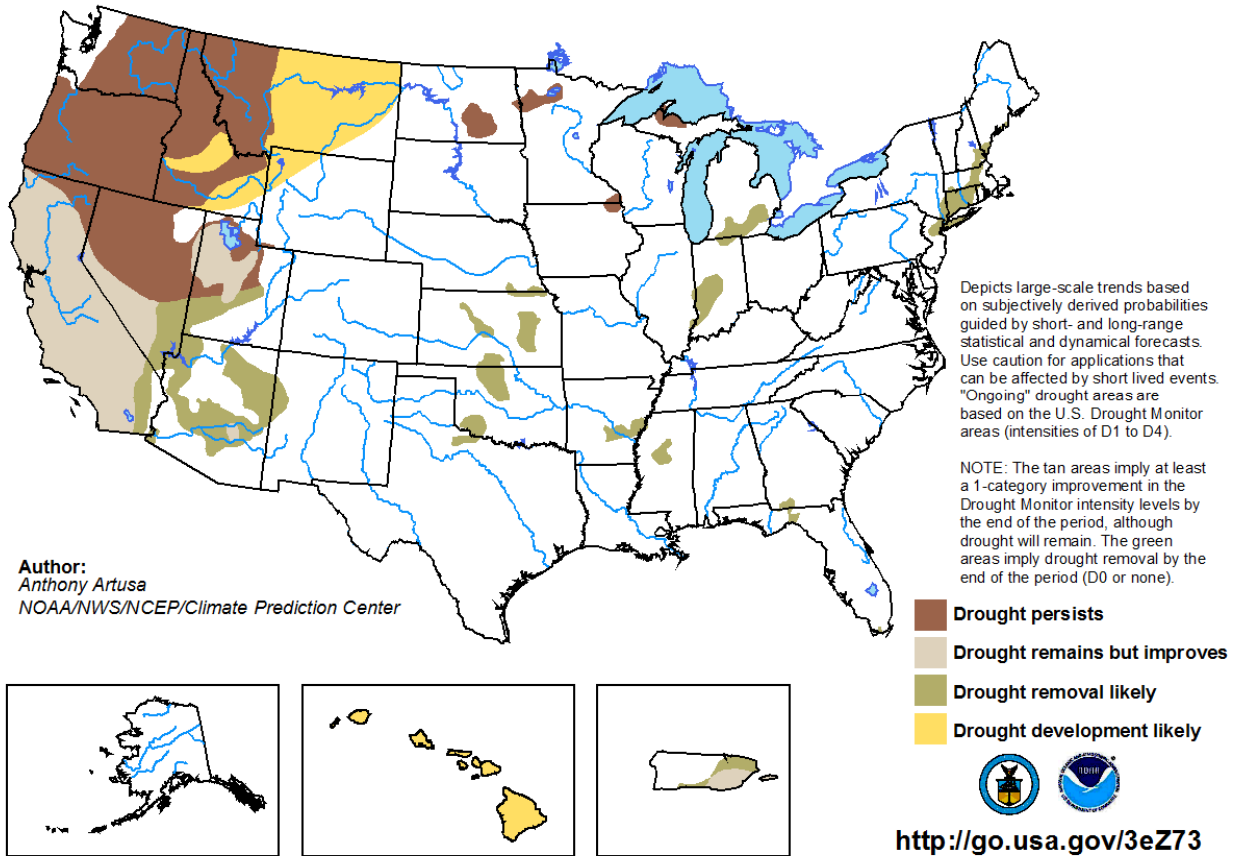 Depicts large-scale trends based
on subjectively derived probabilities
guided by short- and long-range
statistical and dynamical forecasts.
Use caution for applications that
can be affected by short lived events.
"Ongoing" drought areas are
based on the U.S. Drought Monitor
areas (intensities of D1 to D4).
NOTE: The tan areas imply at least
a 1-category improvement in the
Drought Monitor intensity levels by
the end of the period, although
drought will remain. The green
areas imply drought removal by the
end of the period (D0 or none).
Author:
Anthony Artusa
NOAA/NWS/NCEP/Climate Prediction Center
Drought persists
Drought remains but improves
Drought removal likely
Drought development likely
http://go.usa.gov/3eZ73